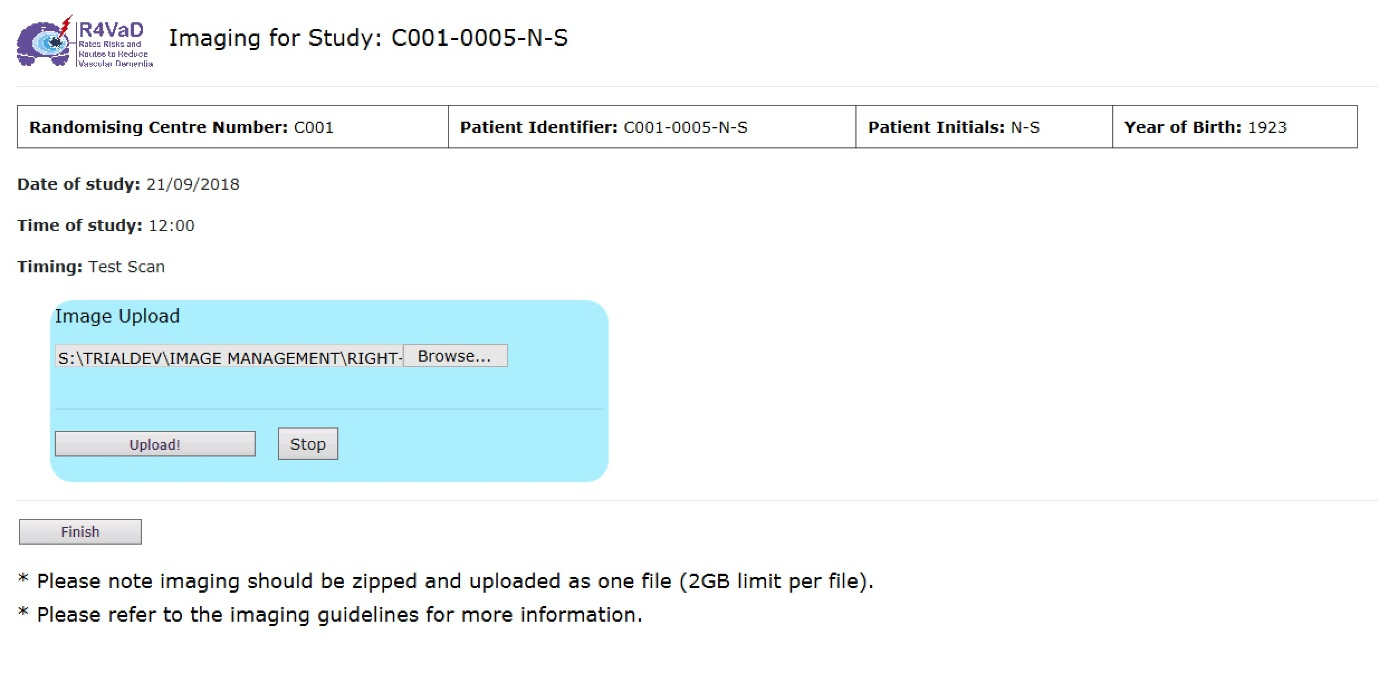 R4VaD
Rates Risks and
Routes to Reduce
Vascular Dementia
Imaging for Study: C001-0005-N-S
Randomising Centre Number: C001 Patient Identifier: C001-0005-N-S Patient Initials: N-S Year of Birth: 1923
Date of study: 21/09/2018
Time of study: 12:00
Timing: Test Scan
Image Upload
S:\TRIALDEV\IMAGE MANAGEMENT\RIGHT- Browse...
Upload! Stop
Finish
* Please note imaging should be zipped and uploaded as one file (2GB limit per file).
* Please refer to the imaging guidelines for more information.